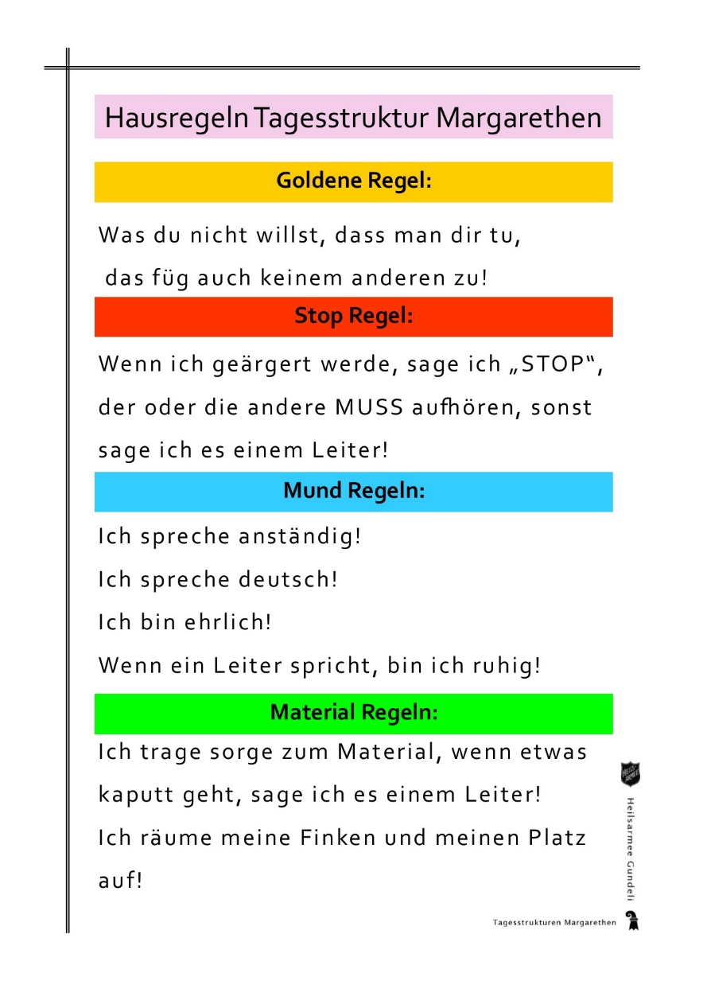 Hausregeln Tagesstruktur Margarethen
Goldene Regel:
Was du nicht willst, dass man dir tu,
das füg auch keinem anderen zu!
Stop Regel:
Wenn ich geärgert werde, sage ich „STOP“,
der oder die andere MUSS aufhören, sonst
sage ich es einem Leiter!
Mund Regeln:
Ich spreche anständig!
Ich spreche deutsch!
Ich bin ehrlich!
Wenn ein Leiter spricht, bin ich ruhig!
Material Regeln:
Ich trage sorge zum Material, wenn etwas
kaputt geht, sage ich es einem Leiter!
Ich räume meine Finken und meinen Platz
auf!
HEILS-
ARMEE
Heilsarmee Gundeli
Tagesstrukturen Margarethen